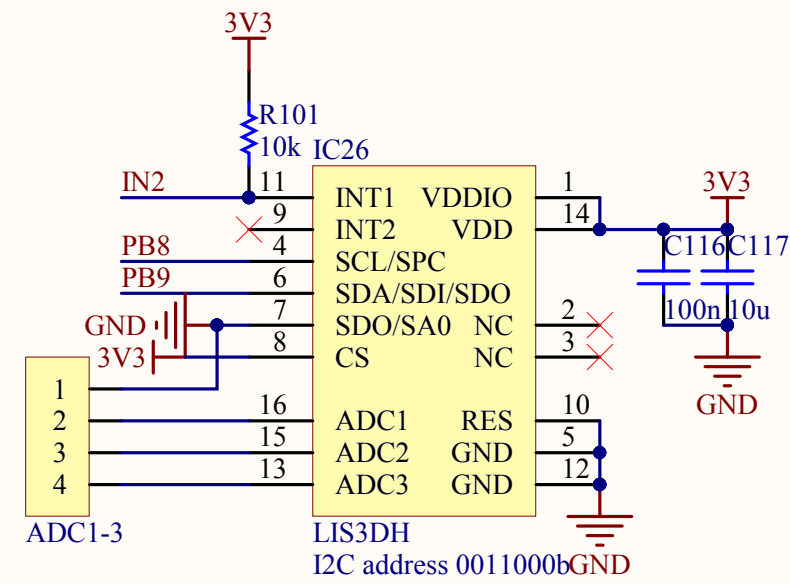 3V3
R101
10k
IC26
IN2
11
INT1
VDDIO
1
3V3
9
INT2
VDD
14
PB8
4
SCL/SPC
C116
C117
PB9
6
SDA/SDI/SDO
100n
10u
GND
7
SDO/SA0
NC
2
3V3
8
CS
NC
3
GND
1
2
16
ADC1
RES
10
3
15
ADC2
GND
5
4
13
ADC3
GND
12
ADC1-3
LIS3DH
I2C address 0011000b
GND